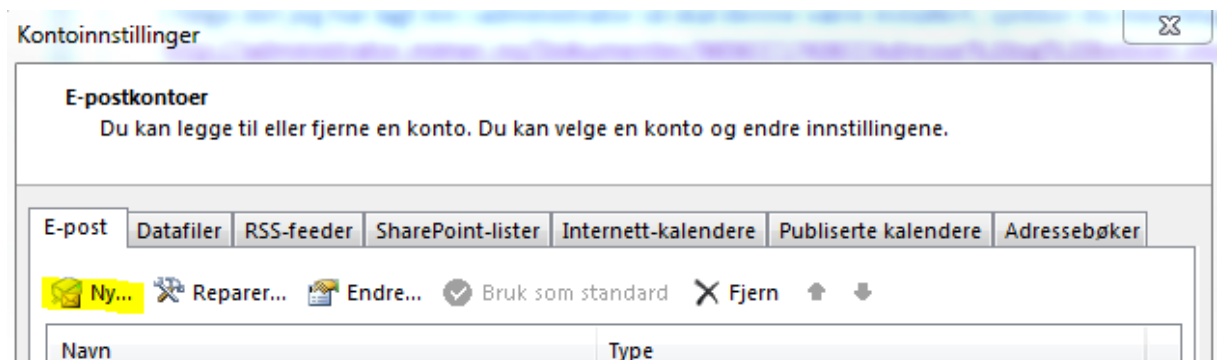 Kontoinnstillinger
E-postkontoer
Du kan legge til eller fjerne en konto. Du kan velge en konto og endre innstillingene.
E-post Datafiler RSS-feeder SharePoint-lister Internett-kalendere Publiserte kalendere Adressebøker
Ny... Reparer... Endre... Bruk som standard Fjern
Navn Type